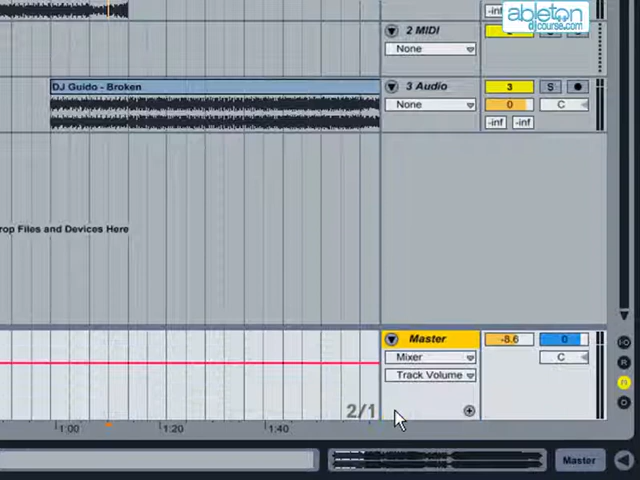 ableton
djcourse.com
-inf
2 MIDI
None
DJ Guido - Broken
3 Audio
3
S
None
0
C
-inf
-inf
rop Files and Devices Here
Master
-8.6
0
Mixer
C
Track Volume
2/1
1:00
1:20
1:40
Master
I·O
R
M
D